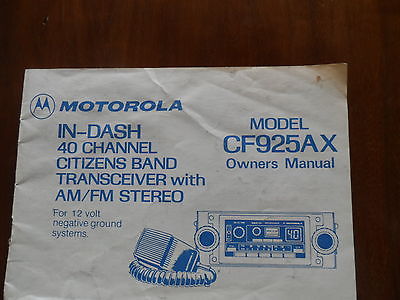 MOTOROLA
IN-DASH
40 CHANNEL
CITIZENS BAND
TRANSCEIVER with
AM/FM STEREO
For 12 volt
negative ground
systems.
MODEL
CF925AX
Owners Manual
40